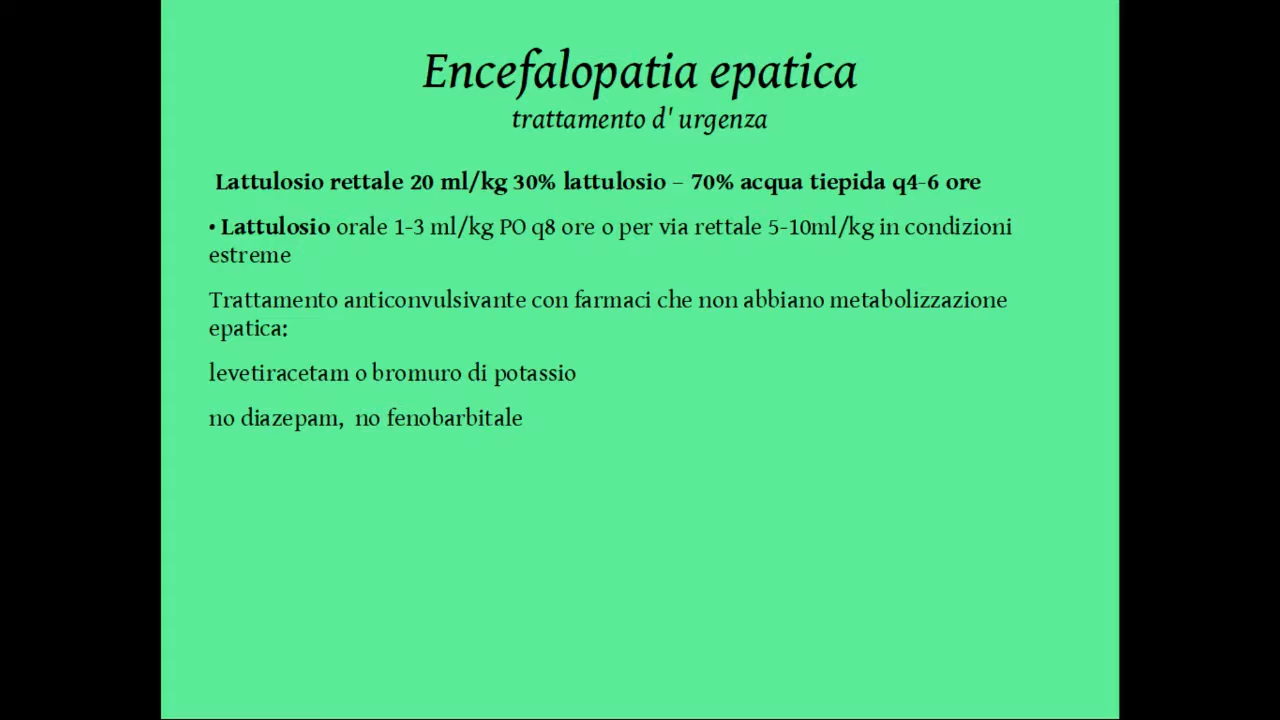 Encefalopatia epatica
trattamento d' urgenza
Lattulosio rettale 20 ml/kg 30% lattulosio – 70% acqua tiepida q4-6 ore
• Lattulosio orale 1-3 ml/kg PO q8 ore o per via rettale 5-10ml/kg in condizioni
estreme
Trattamento anticonvulsivante con farmaci che non abbiano metabolizzazione
epatica:
levetiracetam o bromuro di potassio
no diazepam, no fenobarbitale